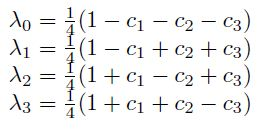 λ₀ = ¼(1 − c₁ − c₂ − c₃)
λ₁ = ¼(1 − c₁ + c₂ + c₃)
λ₂ = ¼(1 + c₁ − c₂ + c₃)
λ₃ = ¼(1 + c₁ + c₂ − c₃)